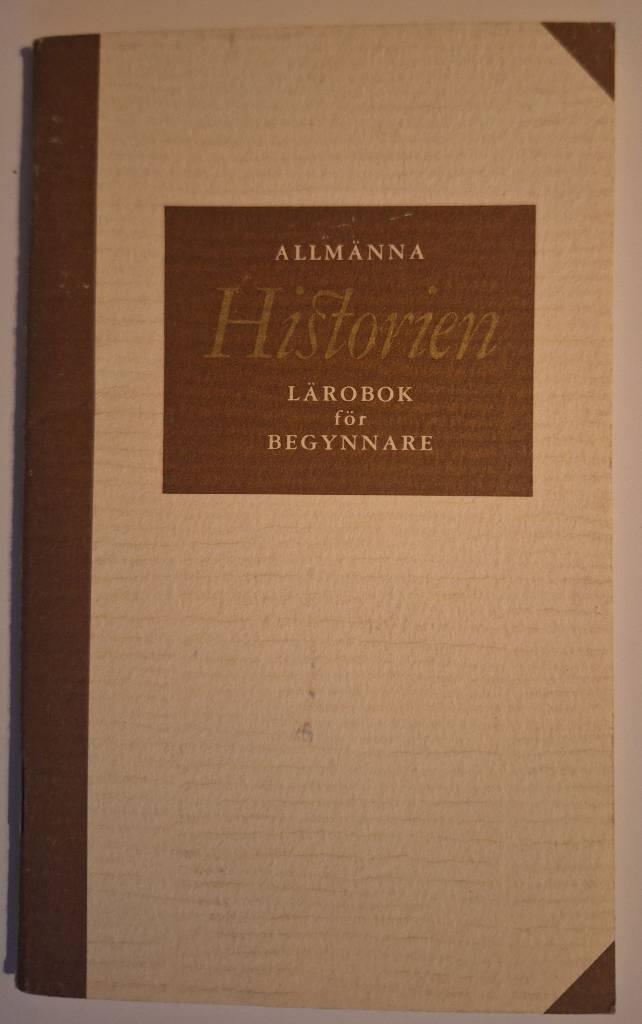 ALLMÄNNA
Historien
LÄROBOK
för
BEGYNNARE